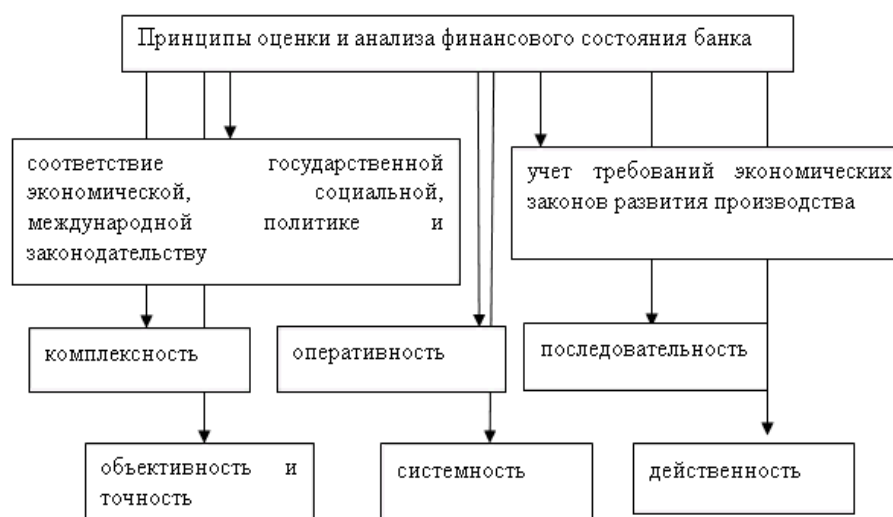 Принципы оценки и анализа финансового состояния банка
соответствие государственной
экономической, социальной,
международной политике и
законодательству
учет требований экономических
законов развития производства
комплексность
оперативность
последовательность
объективность и
точность
системность
действенность